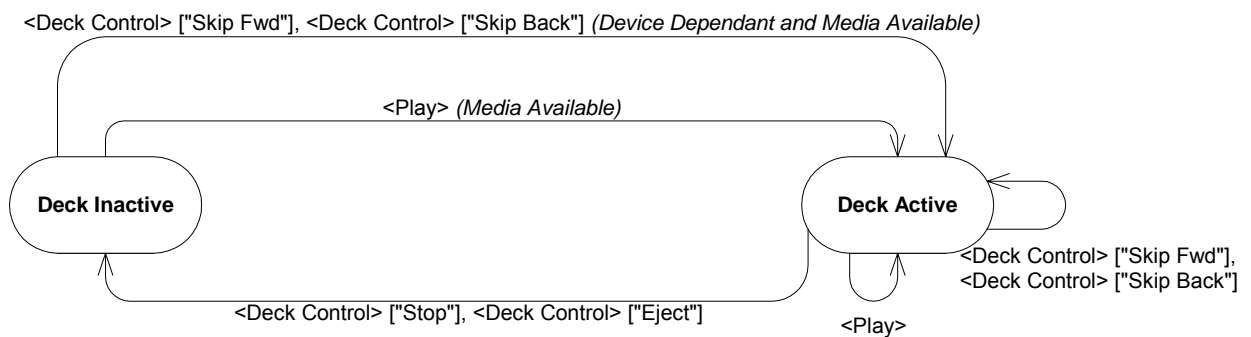 <Deck Control> ["Skip Fwd"], <Deck Control> ["Skip Back"] (Device Dependant and Media Available)
<Play> (Media Available)
Deck Inactive
Deck Active
<Deck Control> ["Skip Fwd"],
<Deck Control> ["Skip Back"]
<Deck Control> ["Stop"], <Deck Control> ["Eject"]
<Play>